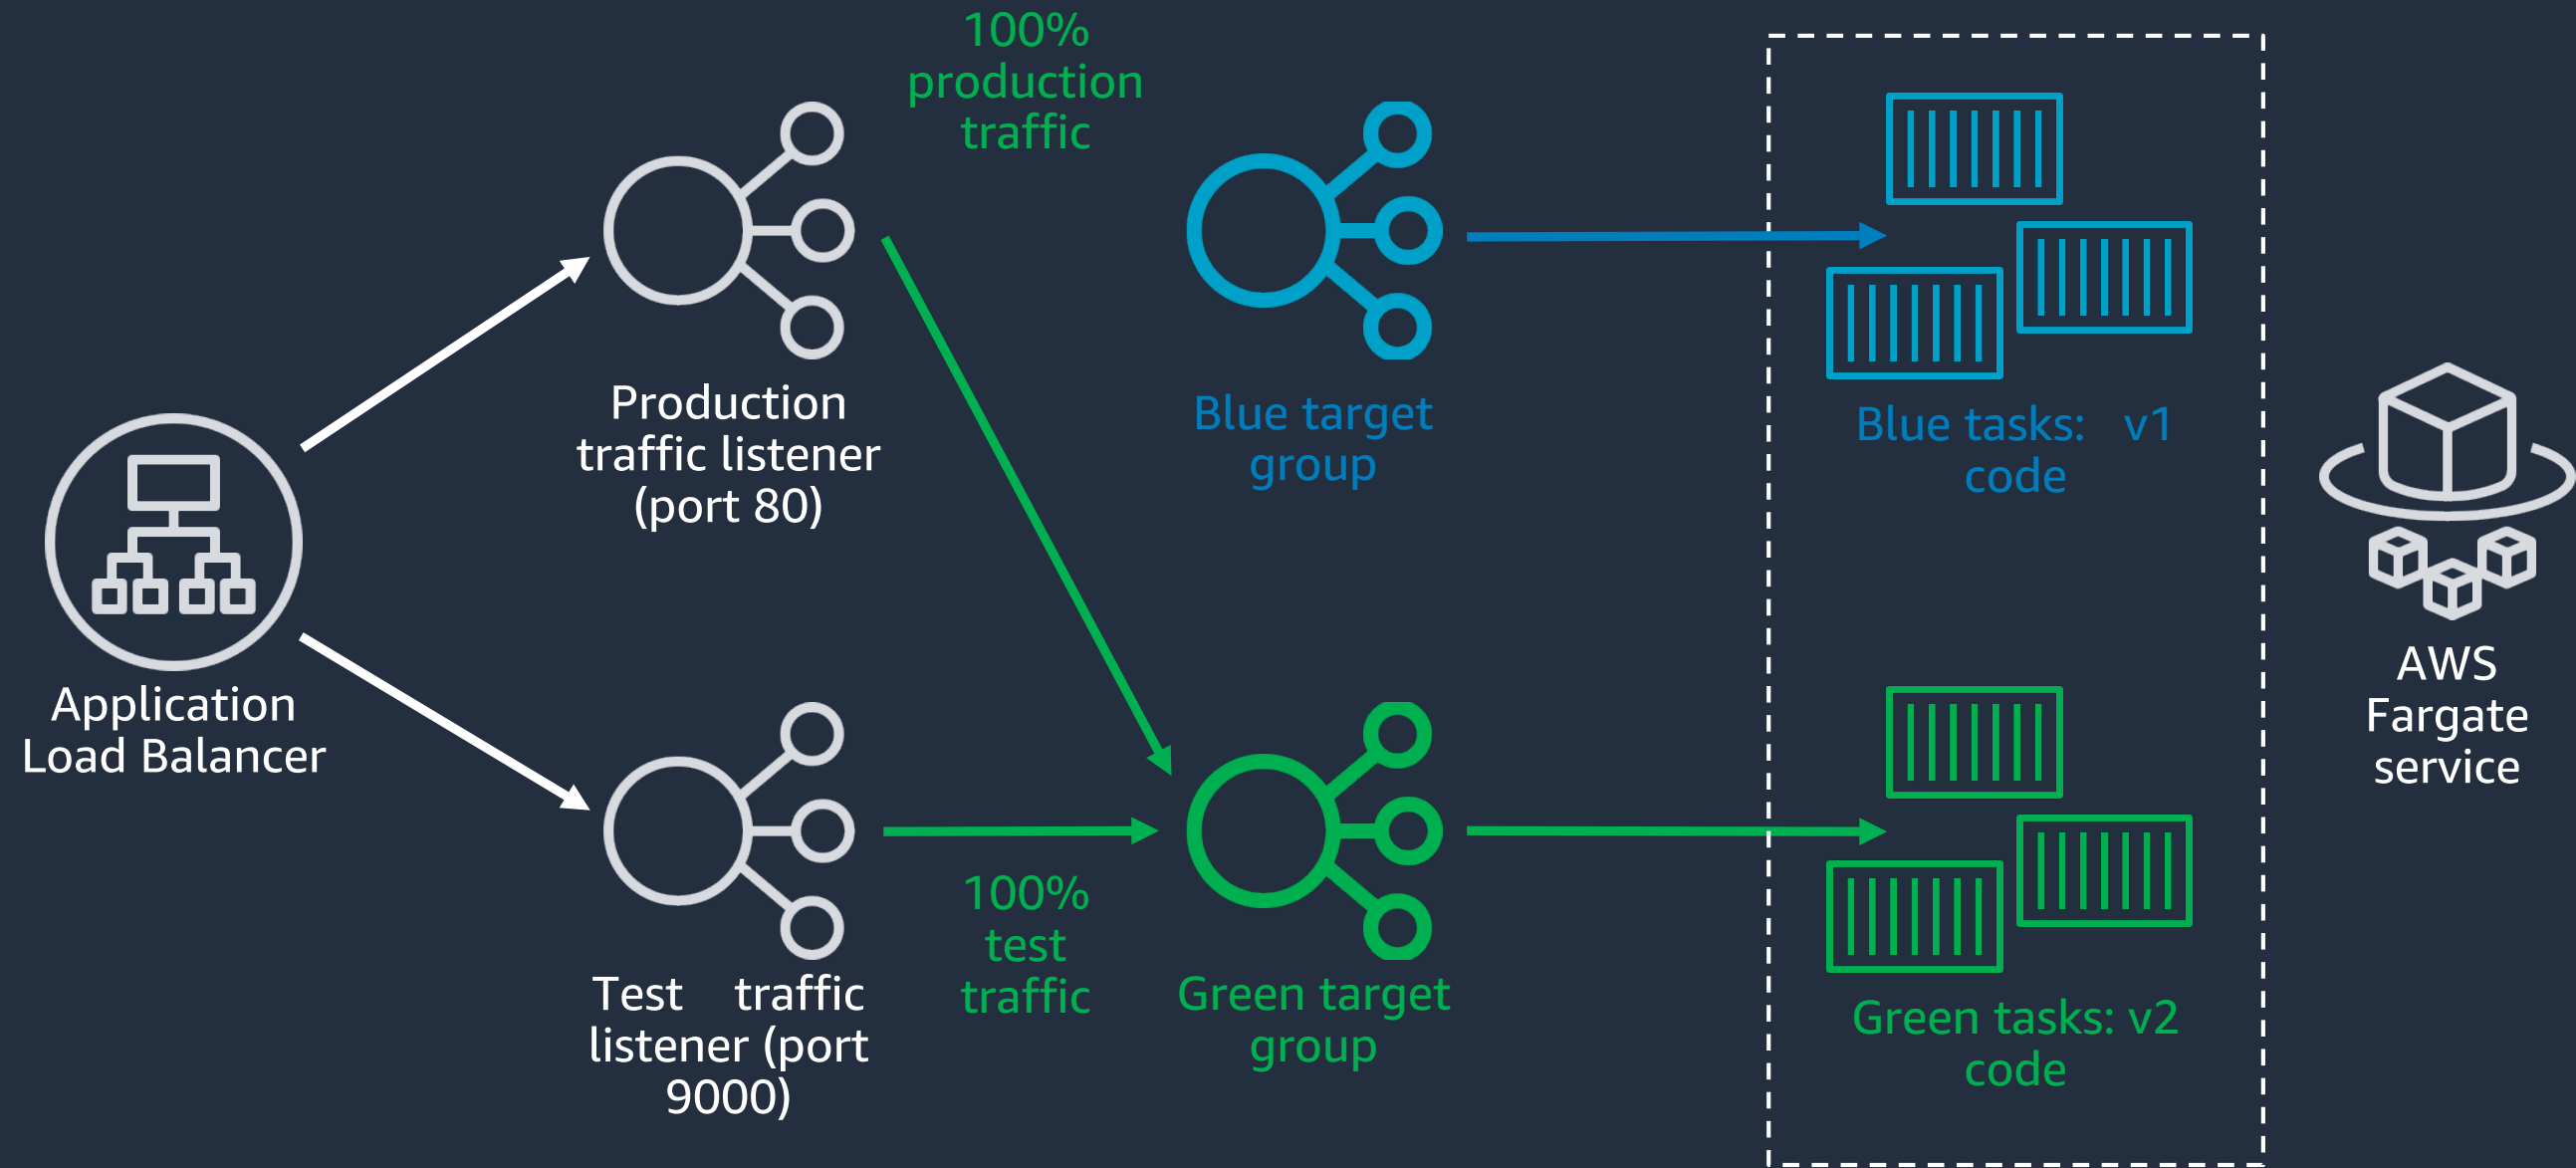 100%
production
traffic
Production
traffic listener
(port 80)
Blue target
group
Blue tasks: v1
code
Application
Load Balancer
AWS
Fargate
service
100%
test
traffic
Test traffic
listener (port
9000)
Green target
group
Green tasks: v2
code